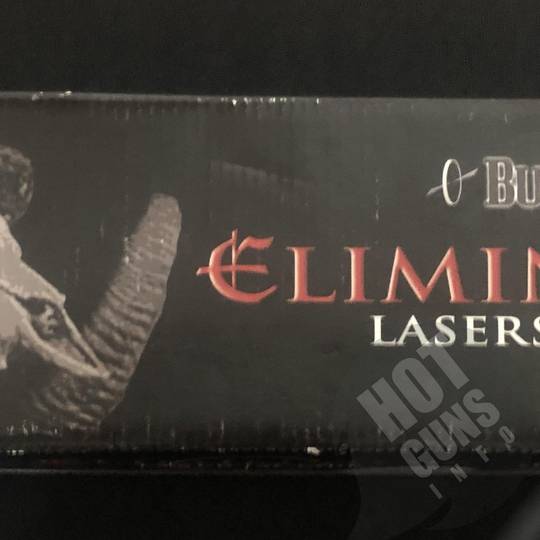 BU
ELIMIN
LASERS
HOT
GUNS
INFO